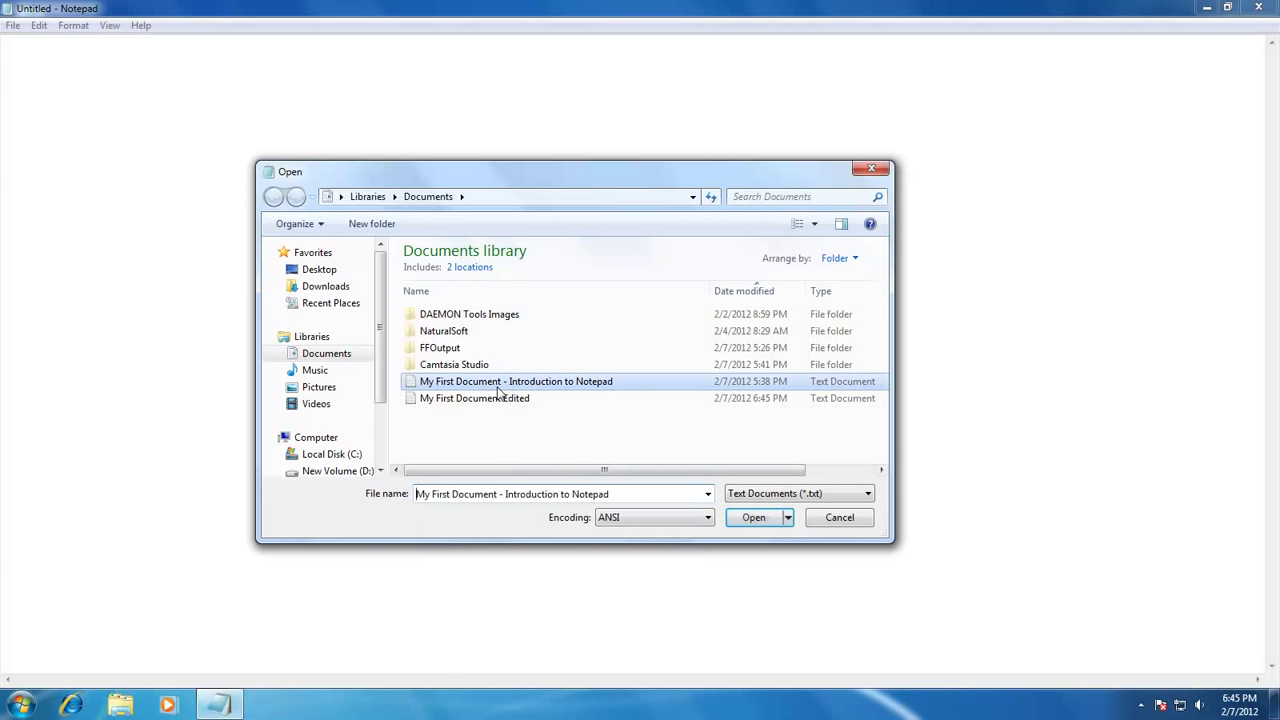 Untitled - Notepad
File Edit Format View Help
Open
Libraries Documents
Search Documents
Organize New folder
Favorites
Desktop
Downloads
Recent Places
Libraries
Documents
Music
Pictures
Videos
Computer
Local Disk (C:)
New Volume (D:)
Documents library
Includes: 2 locations
Arrange by: Folder
Name Date modified Type
DAEMON Tools Images 2/2/2012 8:59 PM File folder
NaturalSoft 2/4/2012 8:29 AM File folder
FFOutput 2/7/2012 5:26 PM File folder
Camtasia Studio 2/7/2012 5:41 PM File folder
My First Document - Introduction to Notepad 2/7/2012 5:38 PM Text Document
My First Document Edited 2/7/2012 6:45 PM Text Document
File name: My First Document - Introduction to Notepad Text Documents (*.txt)
Encoding: ANSI Open Cancel
6:45 PM
2/7/2012